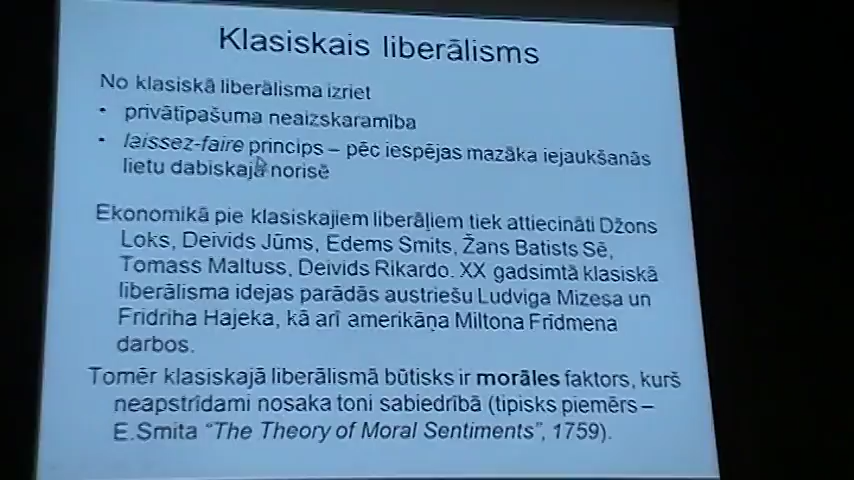 Klasiskais liberālisms
No klasiskā liberālisma izriet
• privātīpašuma neaizskaramība
• laissez-faire princips – pēc iespējas mazāka iejaukšanās
lietu dabiskajā norisē
Ekonomikā pie klasiskajiem liberāļiem tiek attiecināti Džons
Loks, Deivids Jūms, Edems Smits, Žans Batists Sē,
Tomass Maltuss, Deivids Rikardo. XX gadsimtā klasiskā
liberālisma idejas parādās austriešu Ludviga Mizesa un
Fridriha Hajeka, kā arī amerikāņa Miltona Frīdmena
darbos.
Tomēr klasiskajā liberālismā būtisks ir morāles faktors, kurš
neapstrīdami nosaka toni sabiedrībā (tipisks piemērs –
E.Smita “The Theory of Moral Sentiments”, 1759).